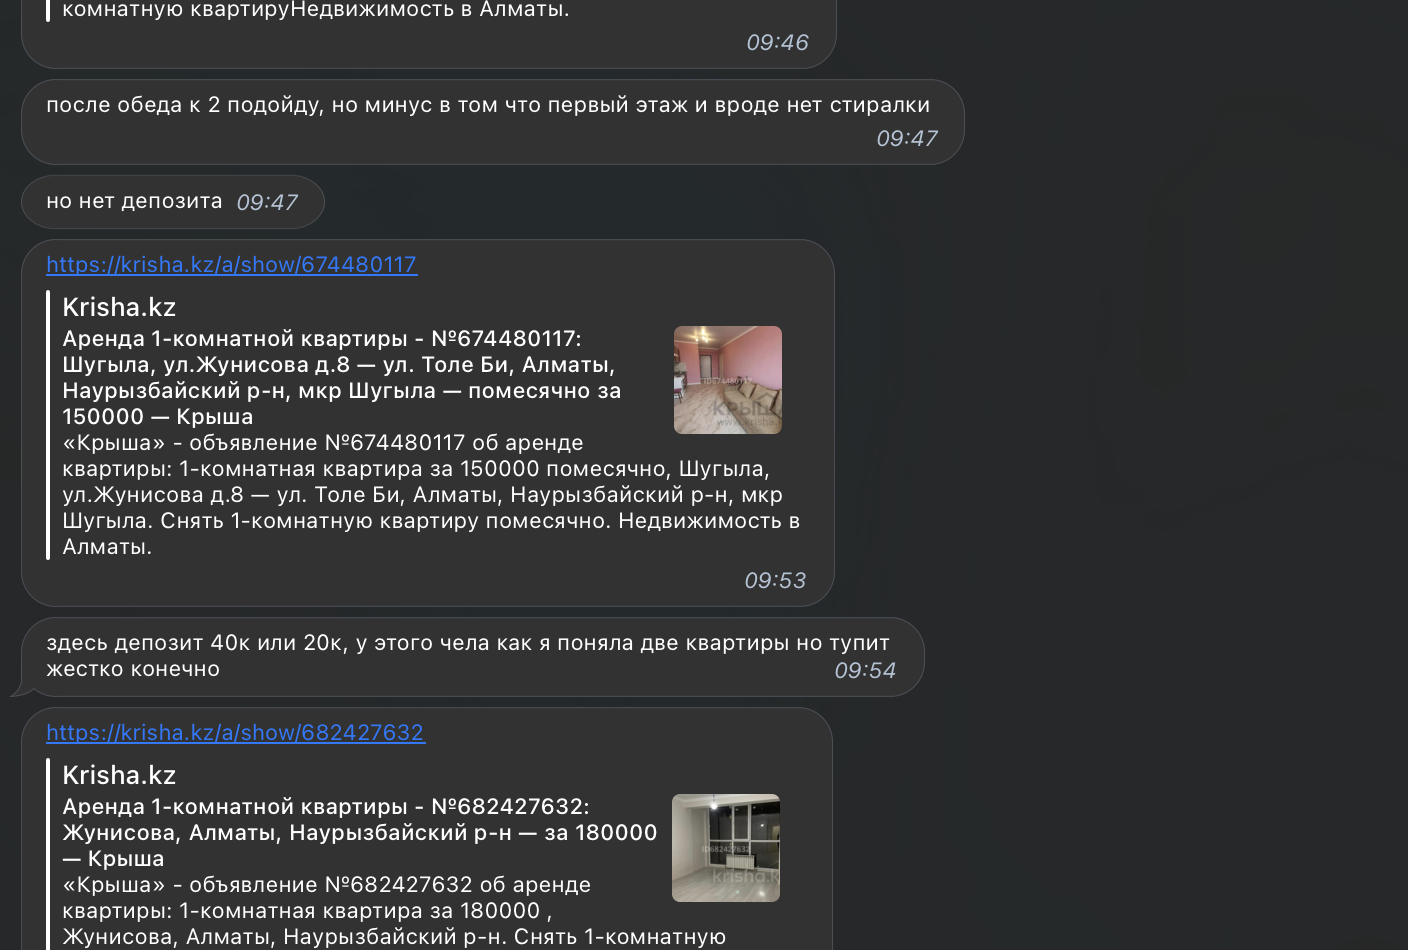 комнатную квартируНедвижимость в Алматы.
09:46
после обеда к 2 подойду, но минус в том что первый этаж и вроде нет стиралки
09:47
но нет депозита 09:47
https://krisha.kz/a/show/674480117
Krisha.kz
Аренда 1-комнатной квартиры - №674480117:
Шугыла, ул.Жунисова д.8 — ул. Толе Би, Алматы,
Наурызбайский р-н, мкр Шугыла — помесячно за
150000 — Крыша
«Крыша» - объявление №674480117 об аренде
квартиры: 1-комнатная квартира за 150000 помесячно, Шугыла,
ул.Жунисова д.8 — ул. Толе Би, Алматы, Наурызбайский р-н, мкр
Шугыла. Снять 1-комнатную квартиру помесячно. Недвижимость в
Алматы.
09:53
здесь депозит 40к или 20к, у этого чела как я поняла две квартиры но тупит
жестко конечно
09:54
https://krisha.kz/a/show/682427632
Krisha.kz
Аренда 1-комнатной квартиры - №682427632:
Жунисова, Алматы, Наурызбайский р-н — за 180000
— Крыша
ID682427632
«Крыша» - объявление №682427632 об аренде
квартиры: 1-комнатная квартира за 180000 ,
Жунисова, Алматы, Наурызбайский р-н. Снять 1-комнатную